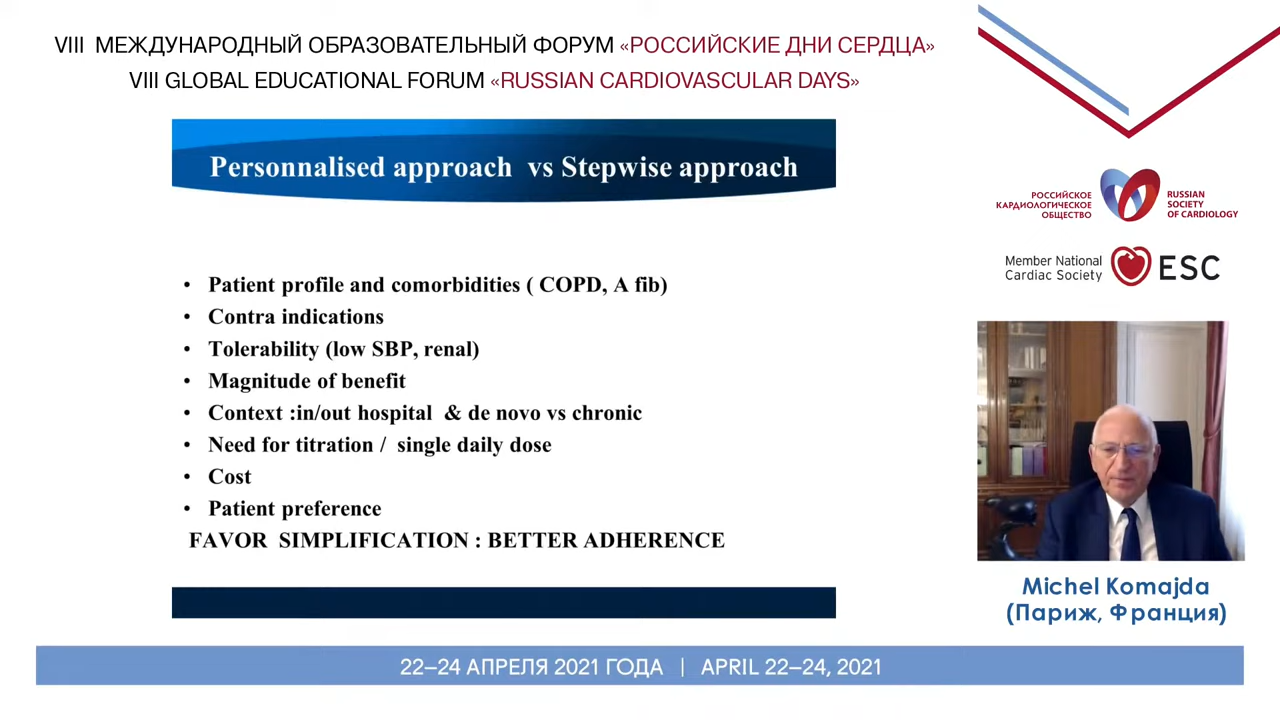 VIII МЕЖДУНАРОДНЫЙ ОБРАЗОВАТЕЛЬНЫЙ ФОРУМ «РОССИЙСКИЕ ДНИ СЕРДЦА»
VIII GLOBAL EDUCATIONAL FORUM «RUSSIAN CARDIOVASCULAR DAYS»
Personnalised approach vs Stepwise approach
• Patient profile and comorbidities ( COPD, A fib)
• Contra indications
• Tolerability (low SBP, renal)
• Magnitude of benefit
• Context :in/out hospital & de novo vs chronic
• Need for titration / single daily dose
• Cost
• Patient preference
FAVOR SIMPLIFICATION : BETTER ADHERENCE
РОССИЙСКОЕ
КАРДИОЛОГИЧЕСКОЕ
ОБЩЕСТВО
RUSSIAN
SOCIETY
OF CARDIOLOGY
Member National
Cardiac Society
ESC
Michel Komajda
(Париж, Франция)
22–24 АПРЕЛЯ 2021 ГОДА | APRIL 22–24, 2021